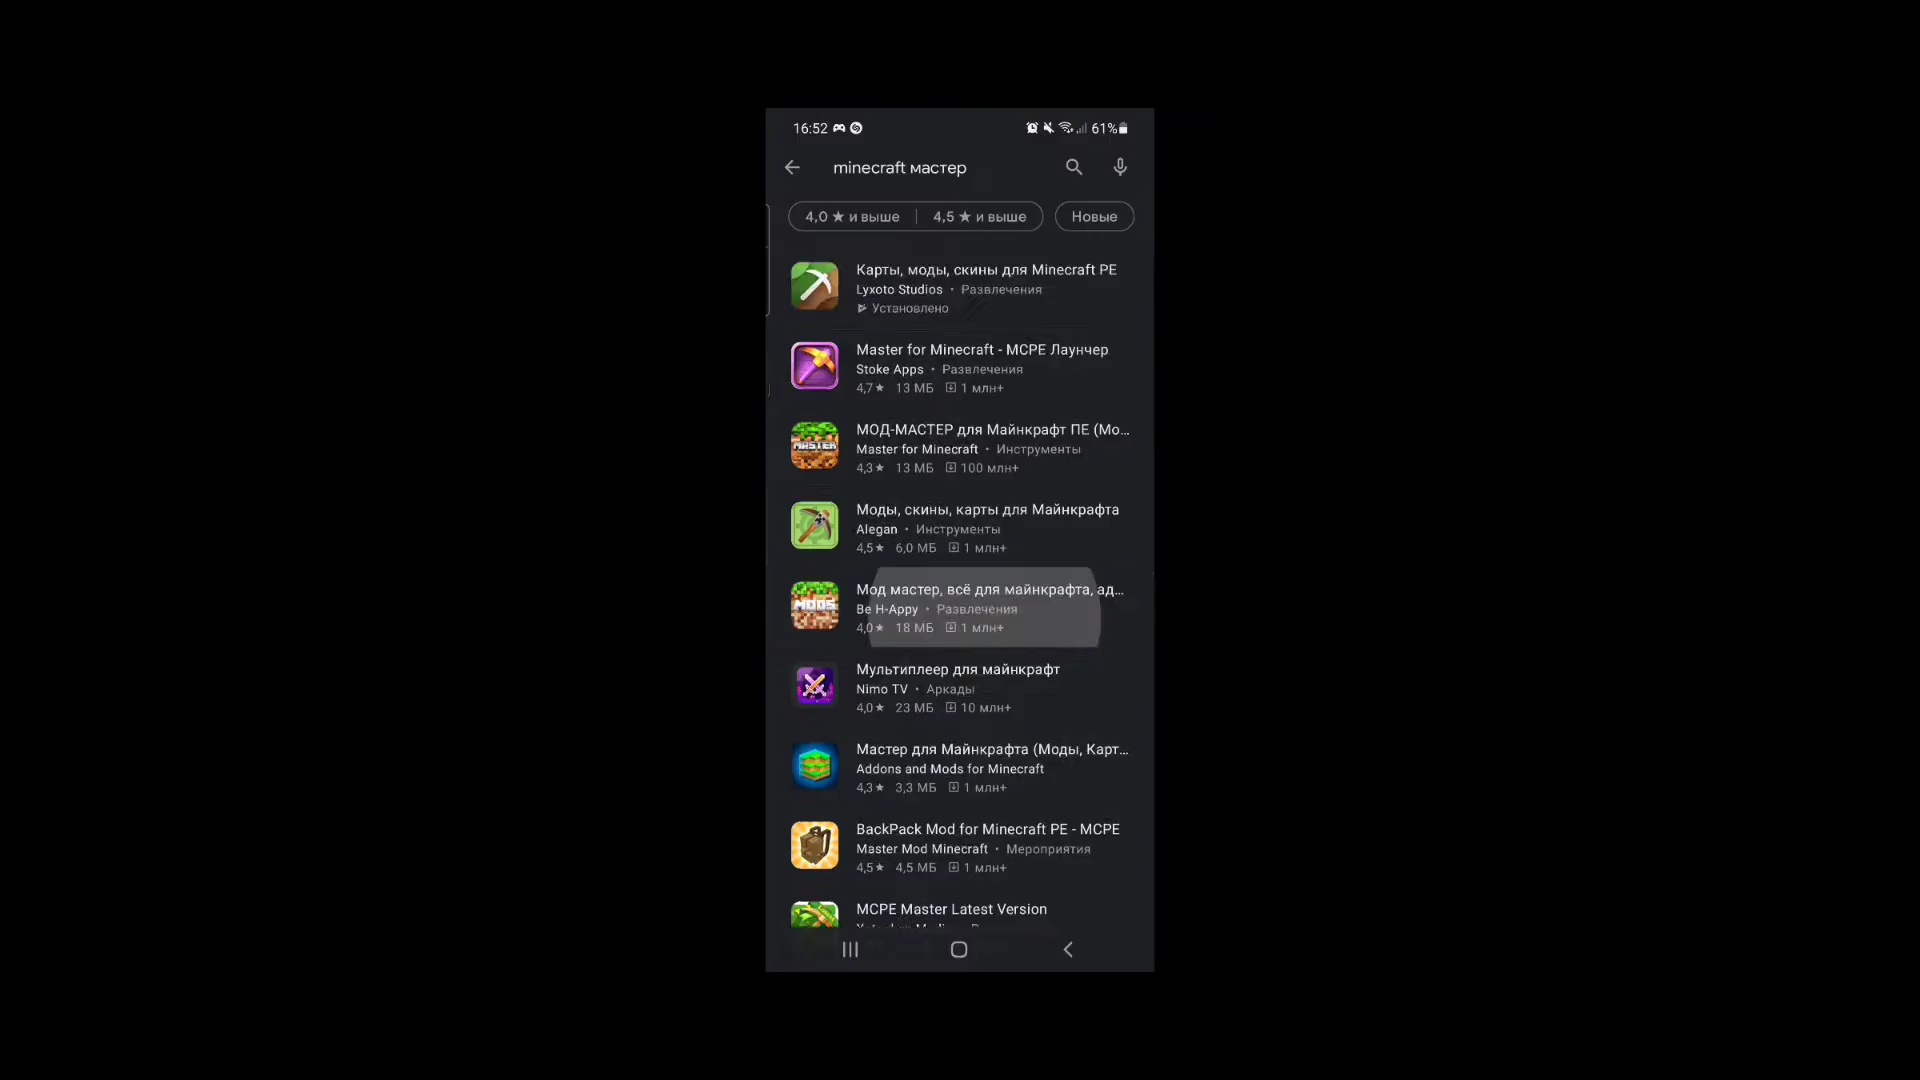 16:52 61%
minecraft мастер
4,0 ★ и выше 4,5 ★ и выше Новые
Карты, моды, скины для Minecraft PE
Lyxoto Studios • Развлечения
Установлено
Master for Minecraft - MCPE Лаунчер
Stoke Apps • Развлечения
4,7★ 13 МБ 1 млн+
MASTER
МОД-МАСТЕР для Майнкрафт ПЕ (Мо...
Master for Minecraft • Инструменты
4,3★ 13 МБ 100 млн+
Моды, скины, карты для Майнкрафта
Alegan • Инструменты
4,5★ 6,0 МБ 1 млн+
MODS
Мод мастер, всё для майнкрафта, ад...
Be H-Appy • Развлечения
4,0★ 18 МБ 1 млн+
Мультиплеер для майнкрафт
Nimo TV • Аркады
4,0★ 23 МБ 10 млн+
Мастер для Майнкрафта (Моды, Карт...
Addons and Mods for Minecraft
4,3★ 3,3 МБ 1 млн+
BackPack Mod for Minecraft PE - MCPE
Master Mod Minecraft • Мероприятия
4,5★ 4,5 МБ 1 млн+
MCPE Master Latest Version